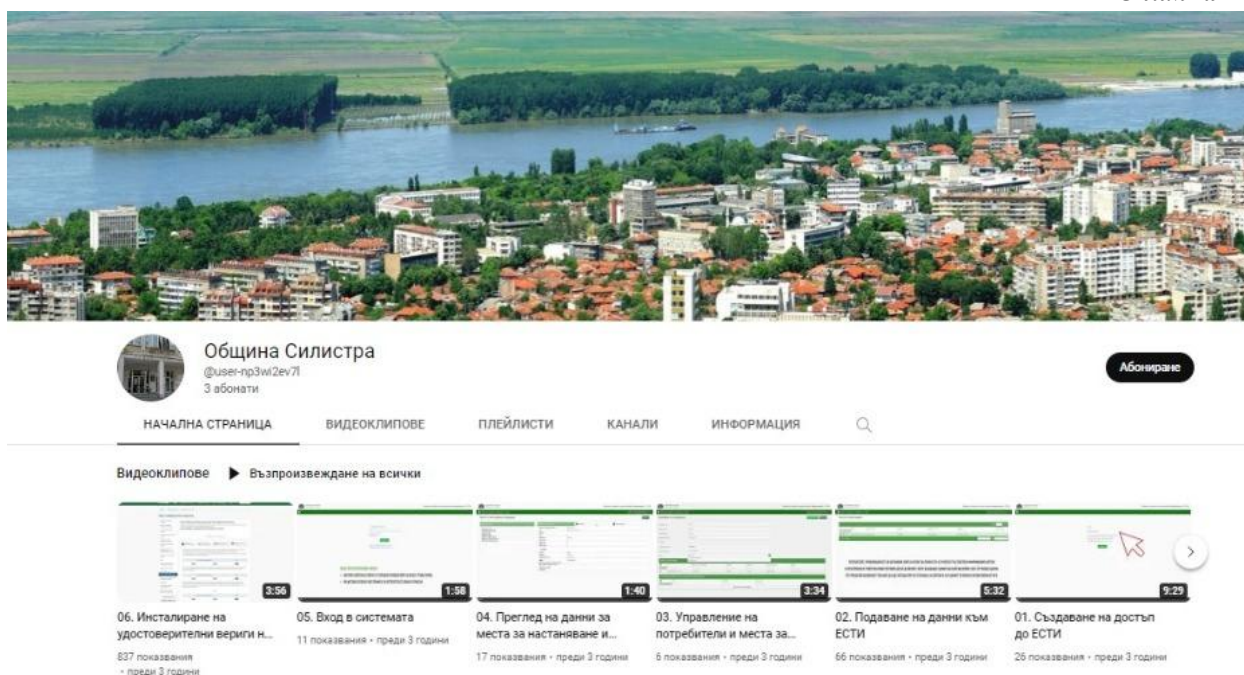 Община Силистра
@user-np3wi2ev7l
3 абонати
Абониране
НАЧАЛНА СТРАНИЦА
ВИДЕОКЛИПОВЕ
ПЛЕЙЛИСТИ
КАНАЛИ
ИНФОРМАЦИЯ
Видеоклипове
Възпроизвеждане на всички
3:56
06. Инсталиране на
удостоверителни вериги н...
837 показвания
• преди 3 години
1:58
05. Вход в системата
11 показвания • преди 3 години
1:40
04. Преглед на данни за
места за настаняване и...
17 показвания • преди 3 години
3:34
03. Управление на
потребители и места за...
6 показвания • преди 3 години
5:32
02. Подаване на данни към
ЕСТИ
66 показвания • преди 3 години
9:29
01. Създаване на достъп
до ЕСТИ
26 показвания • преди 3 години